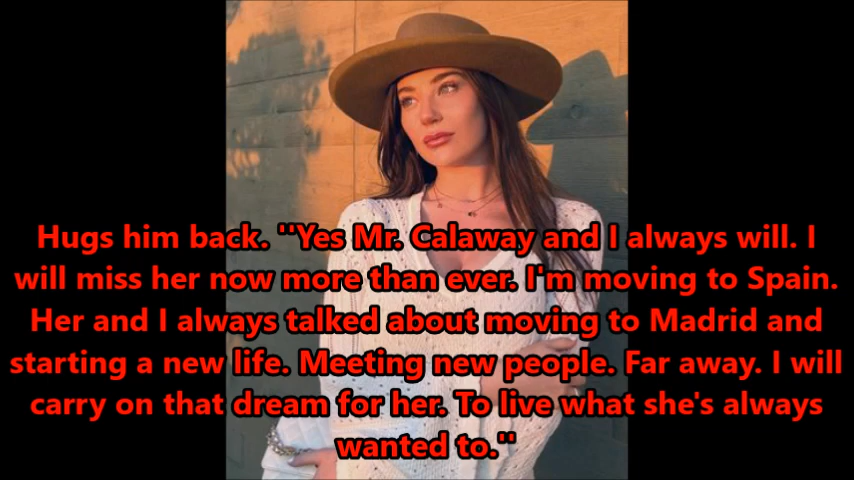 Hugs him back. ''Yes Mr. Calaway and I always will. I
will miss her now more than ever. I'm moving to Spain.
Her and I always talked about moving to Madrid and
starting a new life. Meeting new people. Far away. I will
carry on that dream for her. To live what she's always
wanted to.''